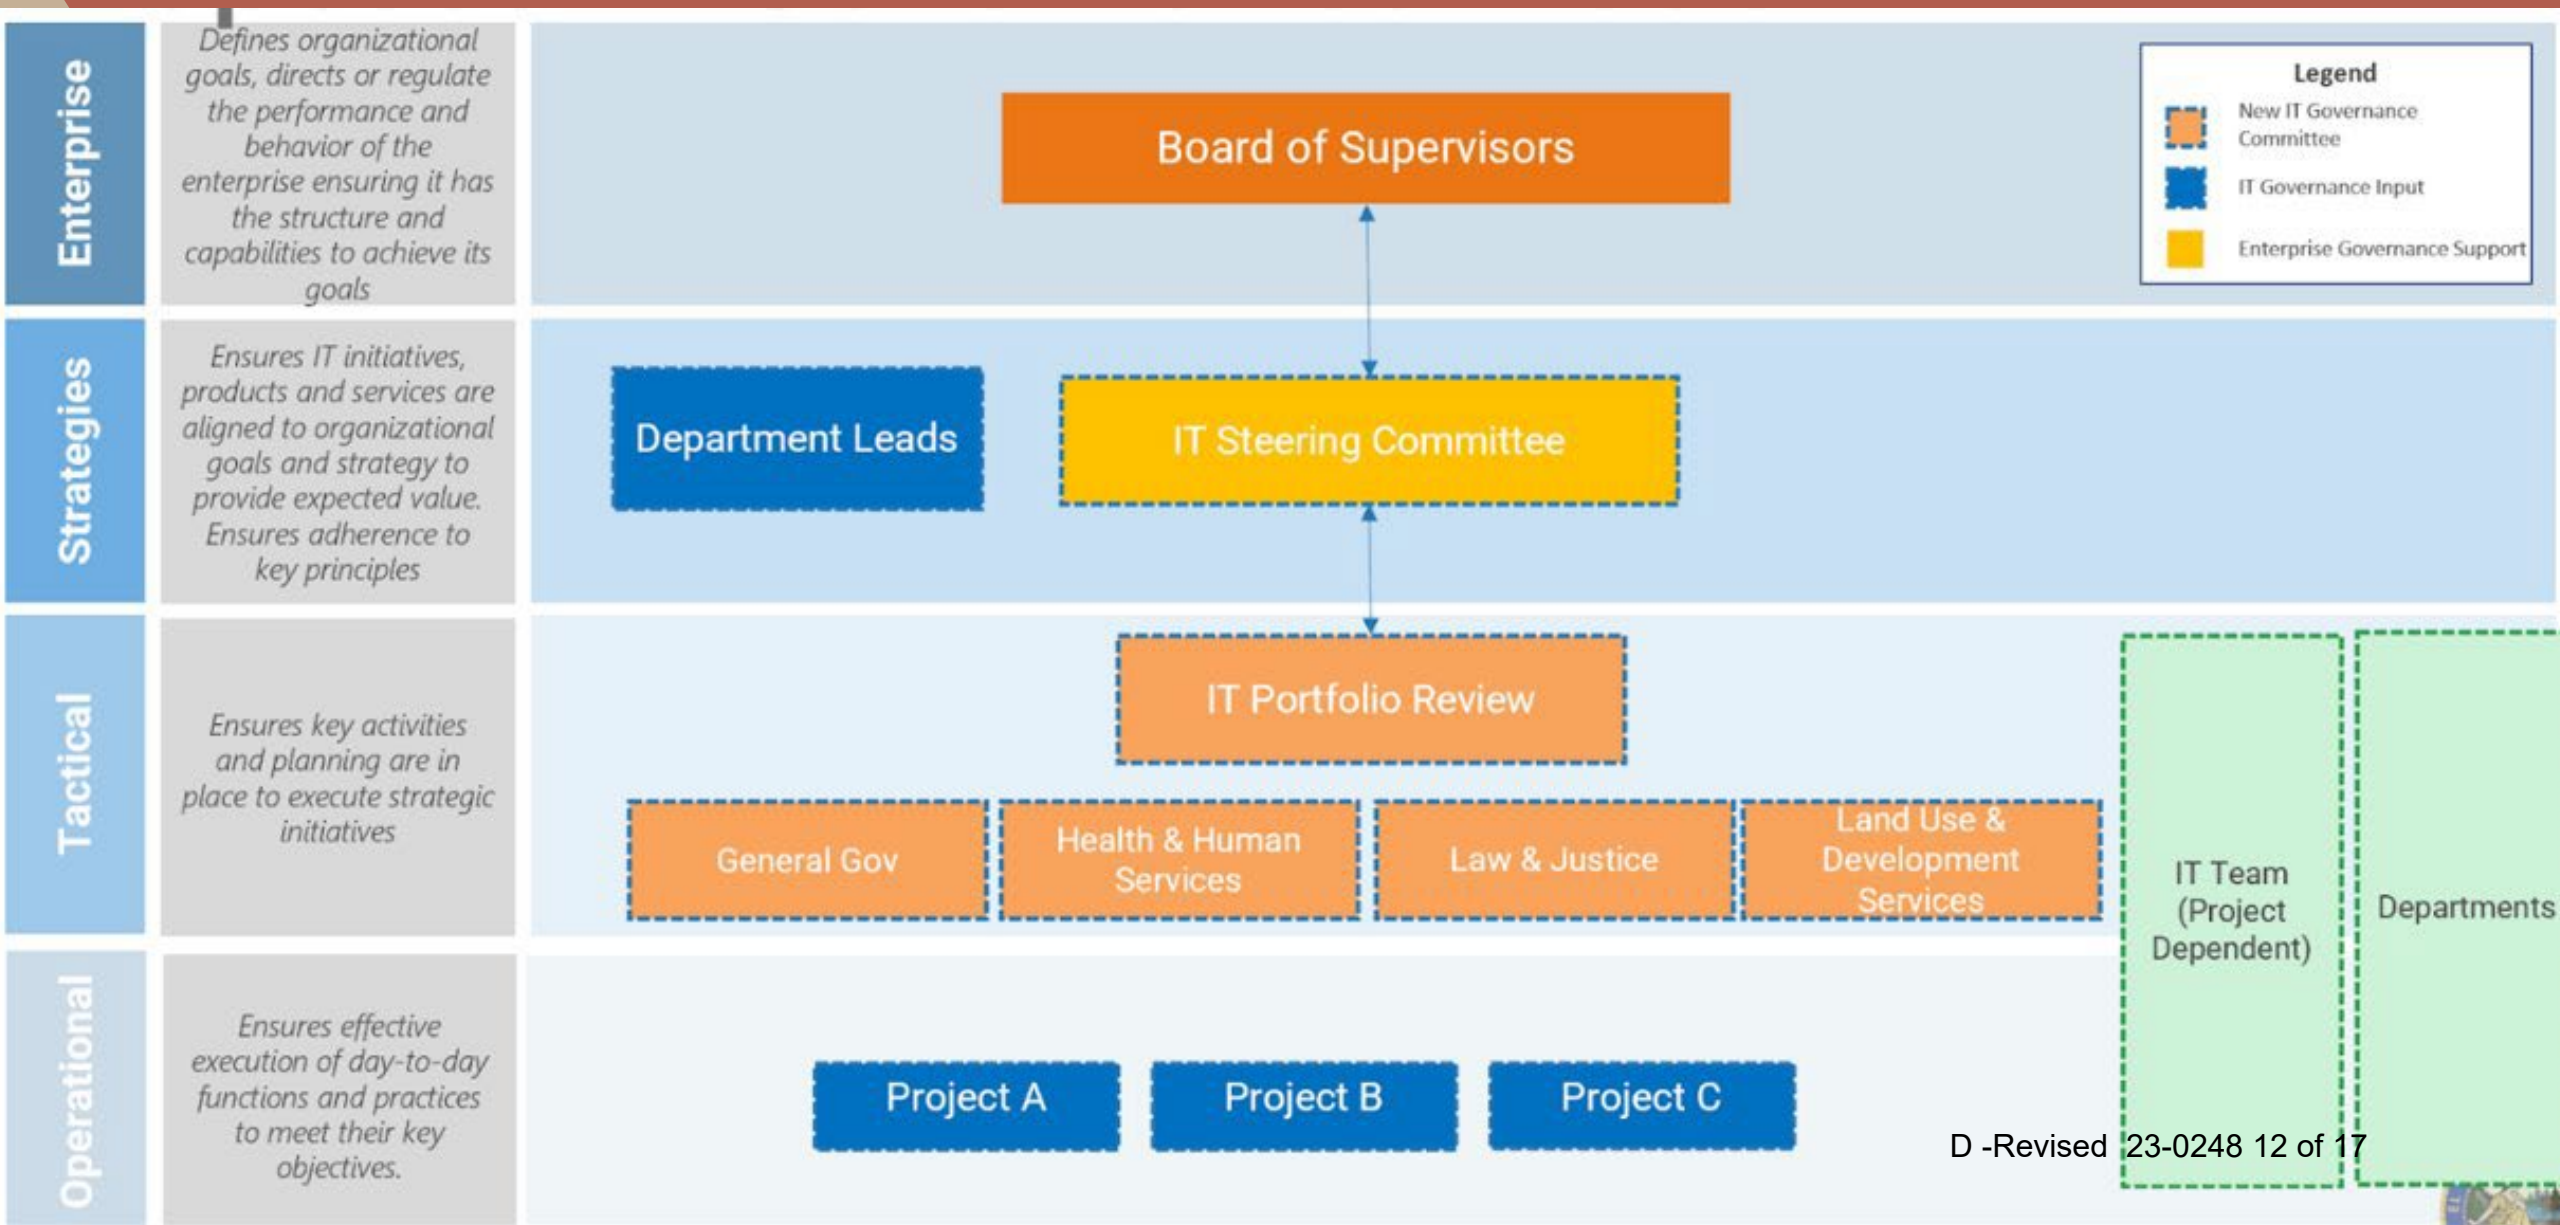 Enterprise
Defines organizational
goals, directs or regulate
the performance and
behavior of the
enterprise ensuring it has
the structure and
capabilities to achieve its
goals
Board of Supervisors
Legend
New IT Governance
Committee
IT Governance Input
Enterprise Governance Support
Strategies
Ensures IT initiatives,
products and services are
aligned to organizational
goals and strategy to
provide expected value.
Ensures adherence to
key principles
Department Leads
IT Steering Committee
Tactical
Ensures key activities
and planning are in
place to execute strategic
initiatives
IT Portfolio Review
General Gov
Health & Human
Services
Law & Justice
Land Use &
Development
Services
IT Team
(Project
Dependent)
Departments
Operational
Ensures effective
execution of day-to-day
functions and practices
to meet their key
objectives.
Project A
Project B
Project C
D -Revised 23-0248 12 of 17